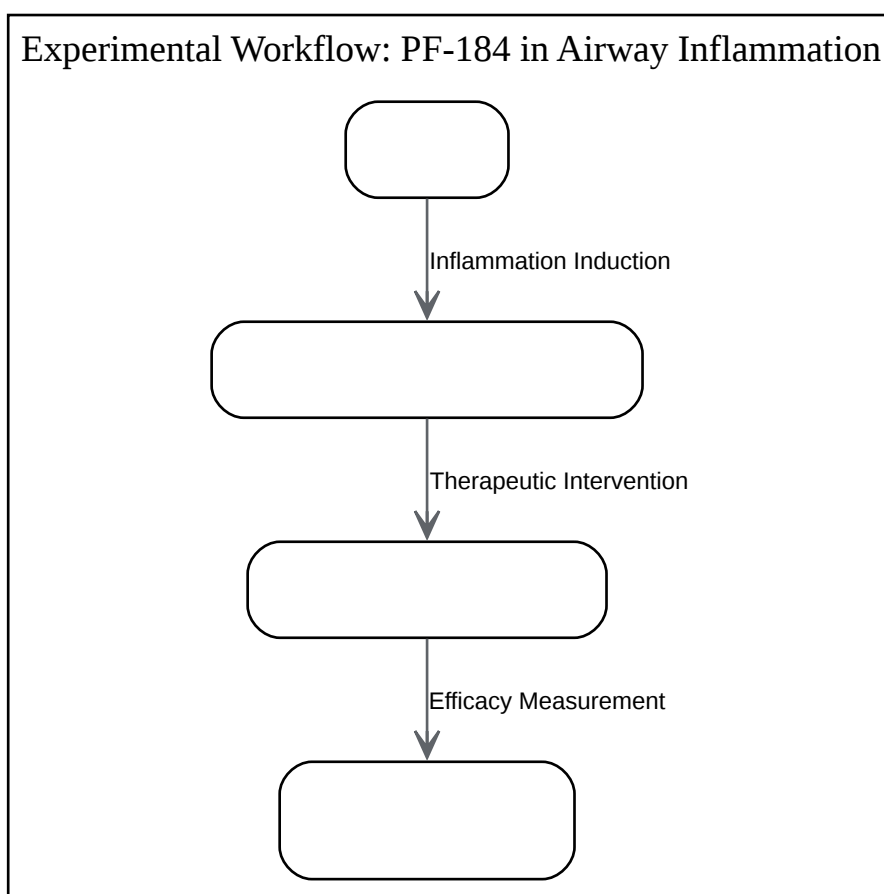 Experimental Workflow: PF-184 in Airway Inflammation
Inflammation Induction
Therapeutic Intervention
Efficacy Measurement